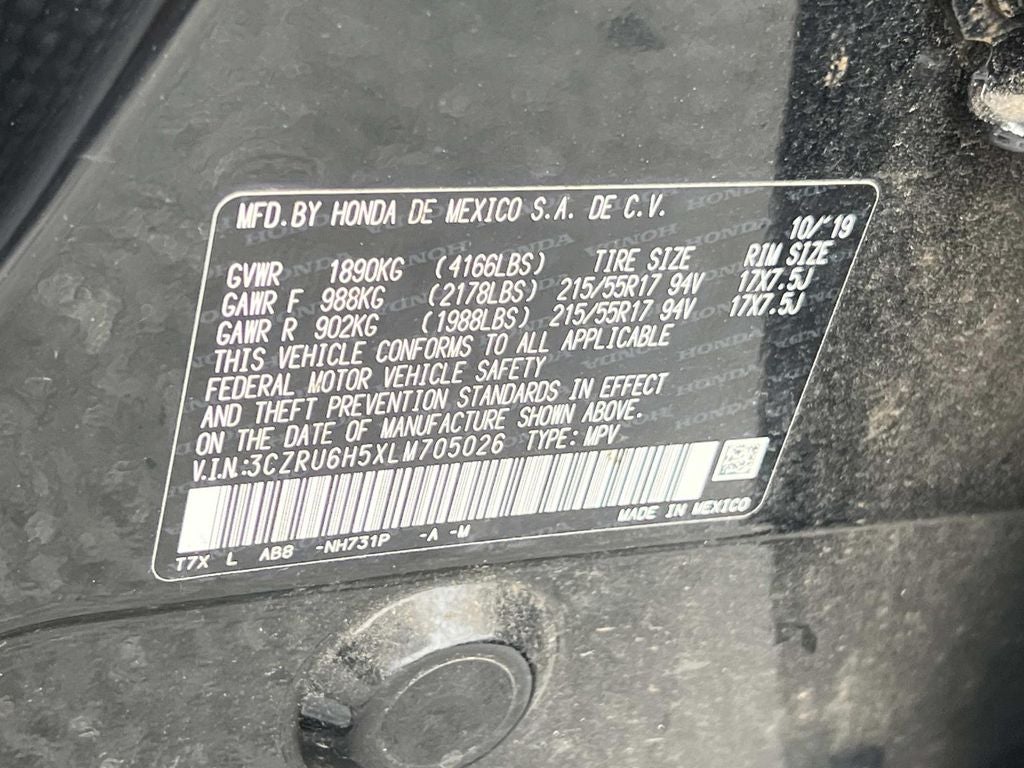 MFD.BY HONDA DE MEXICO S.A. DE C.V.
10/"19
GVWR 1890KG (4166LBS) TIRE SIZE RIM SIZE
GAWR F 988KG (2178LBS) 215/55R17 94V 17X7.5J
GAWR R 902KG (1988LBS) 215/55R17 94V 17X7.5J
THIS VEHICLE CONFORMS TO ALL APPLICABLE
FEDERAL MOTOR VEHICLE SAFETY
AND THEFT PREVENTION STANDARDS IN EFFECT
ON THE DATE OF MANUFACTURE SHOWN ABOVE.
V.I.N.:3CZRU6H5XLM705026 TYPE: MPV
MADE IN MEXICO
T7X L AB8 -NH731P -A -M